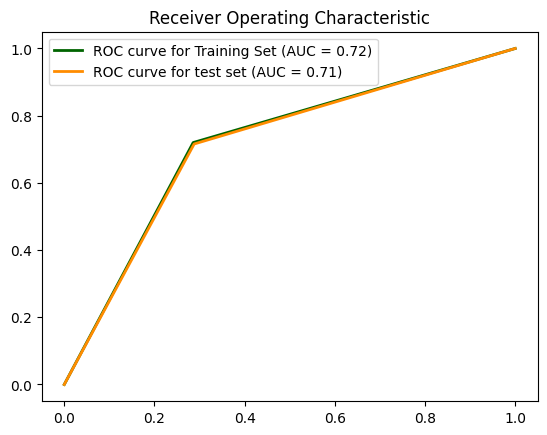 Receiver Operating Characteristic
ROC curve for Training Set (AUC = 0.72)
ROC curve for test set (AUC = 0.71)
1.0
0.8
0.6
0.4
0.2
0.0
0.0 0.2 0.4 0.6 0.8 1.0